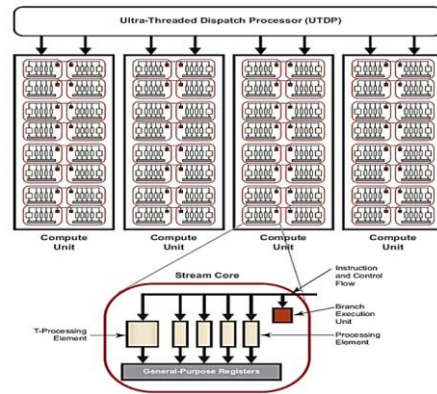 Ultra-Threaded Dispatch Processor (UTDP)
Compute
Unit
Compute
Unit
Compute
Unit
Compute
Unit
Stream Core
Instruction
and Control
Flow
T-Processing
Element
Branch
Execution
Unit
Processing
Element
General-Purpose Registers